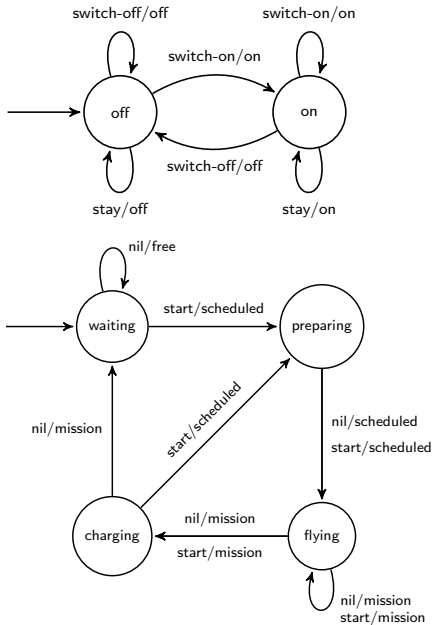 switch-off/off
switch-on/on
switch-on/on
off
on
switch-off/off
stay/off
stay/on
nil/free
start/scheduled
waiting
preparing
start/scheduled
nil/scheduled
start/scheduled
nil/mission
nil/mission
charging
flying
start/mission
nil/mission
start/mission